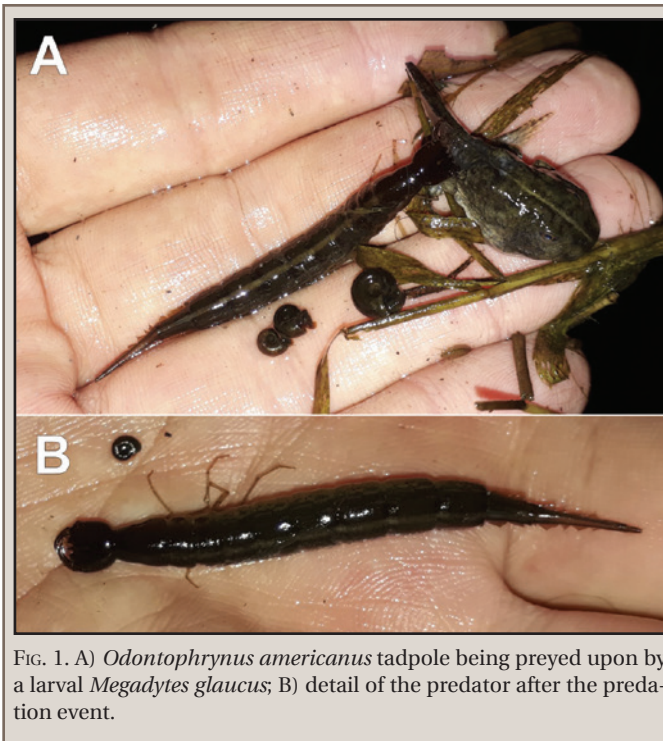 A
B
FIG. 1. A) Odontophrynus americanus tadpole being preyed upon by
a larval Megadytes glaucus; B) detail of the predator after the preda-
tion event.